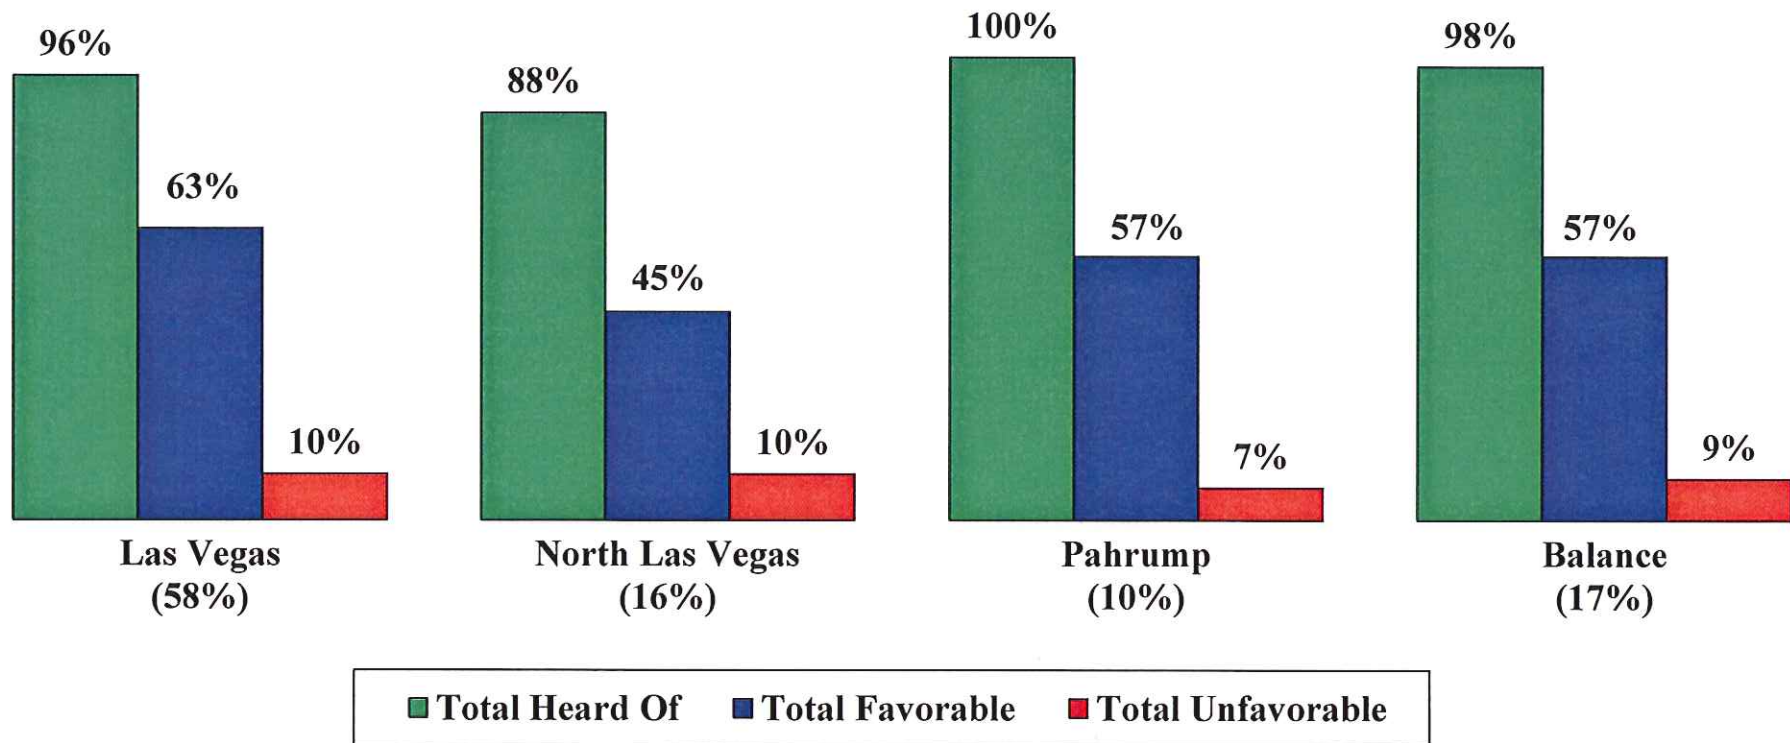 96%
63%
10%
88%
45%
10%
100%
57%
7%
98%
57%
9%
Las Vegas
(58%)
North Las Vegas
(16%)
Pahrump
(10%)
Balance
(17%)
Total Heard Of
Total Favorable
Total Unfavorable